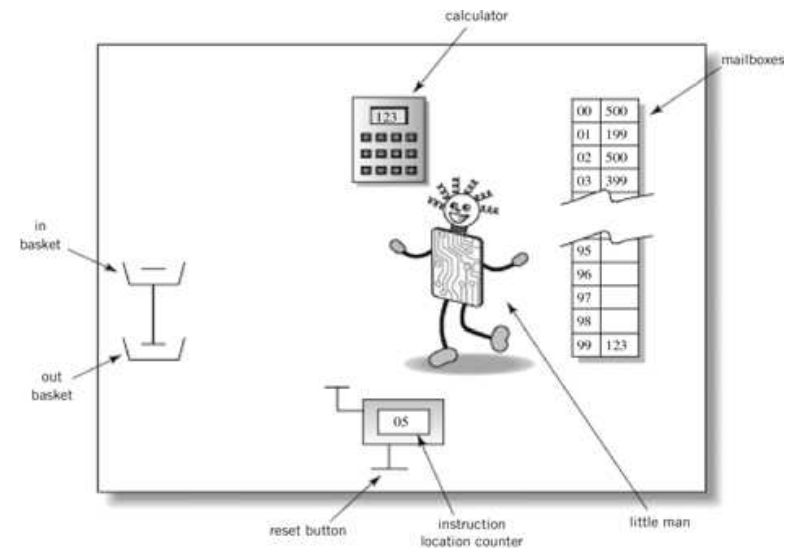 calculator
mailboxes
123
00 500
01 199
02 500
03 399
in
basket
95
96
97
98
99 123
out
basket
05
reset button
instruction
location counter
little man